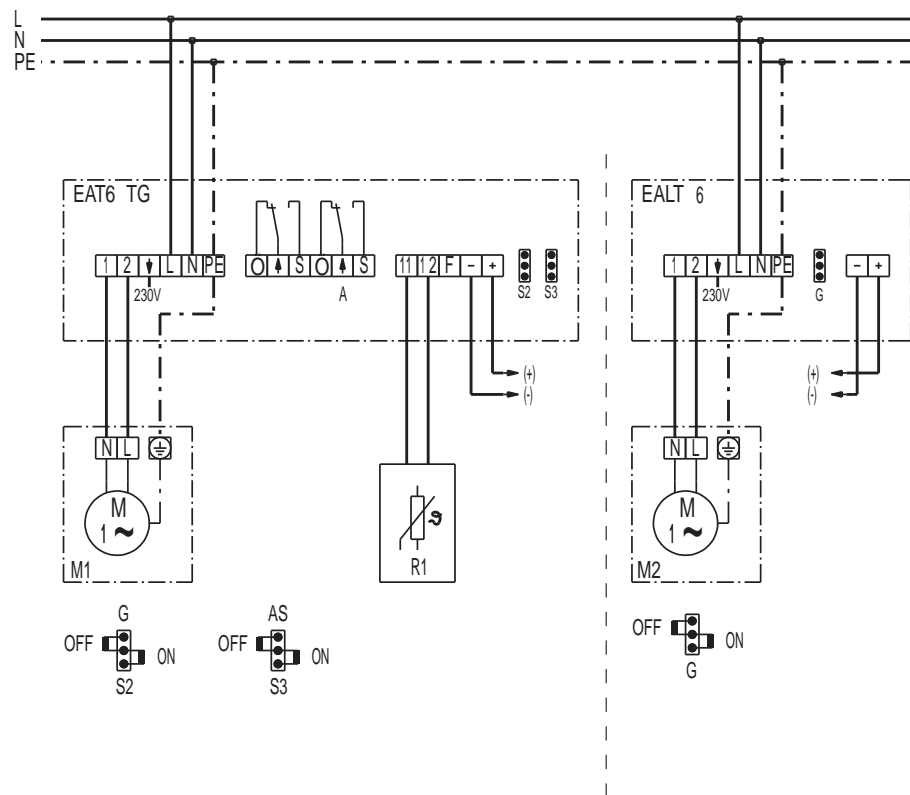 L
N
PE
EAT6 TG
EALT 6
1 2 L N PE
O S O S
11 12 F – +
S2 S3
1 2 L N PE
G
– +
230V
A
230V
(+)
(-)
(+)
(-)
N L
N L
M
1 ~
M1
ϑ
R1
M
1 ~
M2
G
OFF ON
S2
AS
OFF ON
S3
OFF ON
G